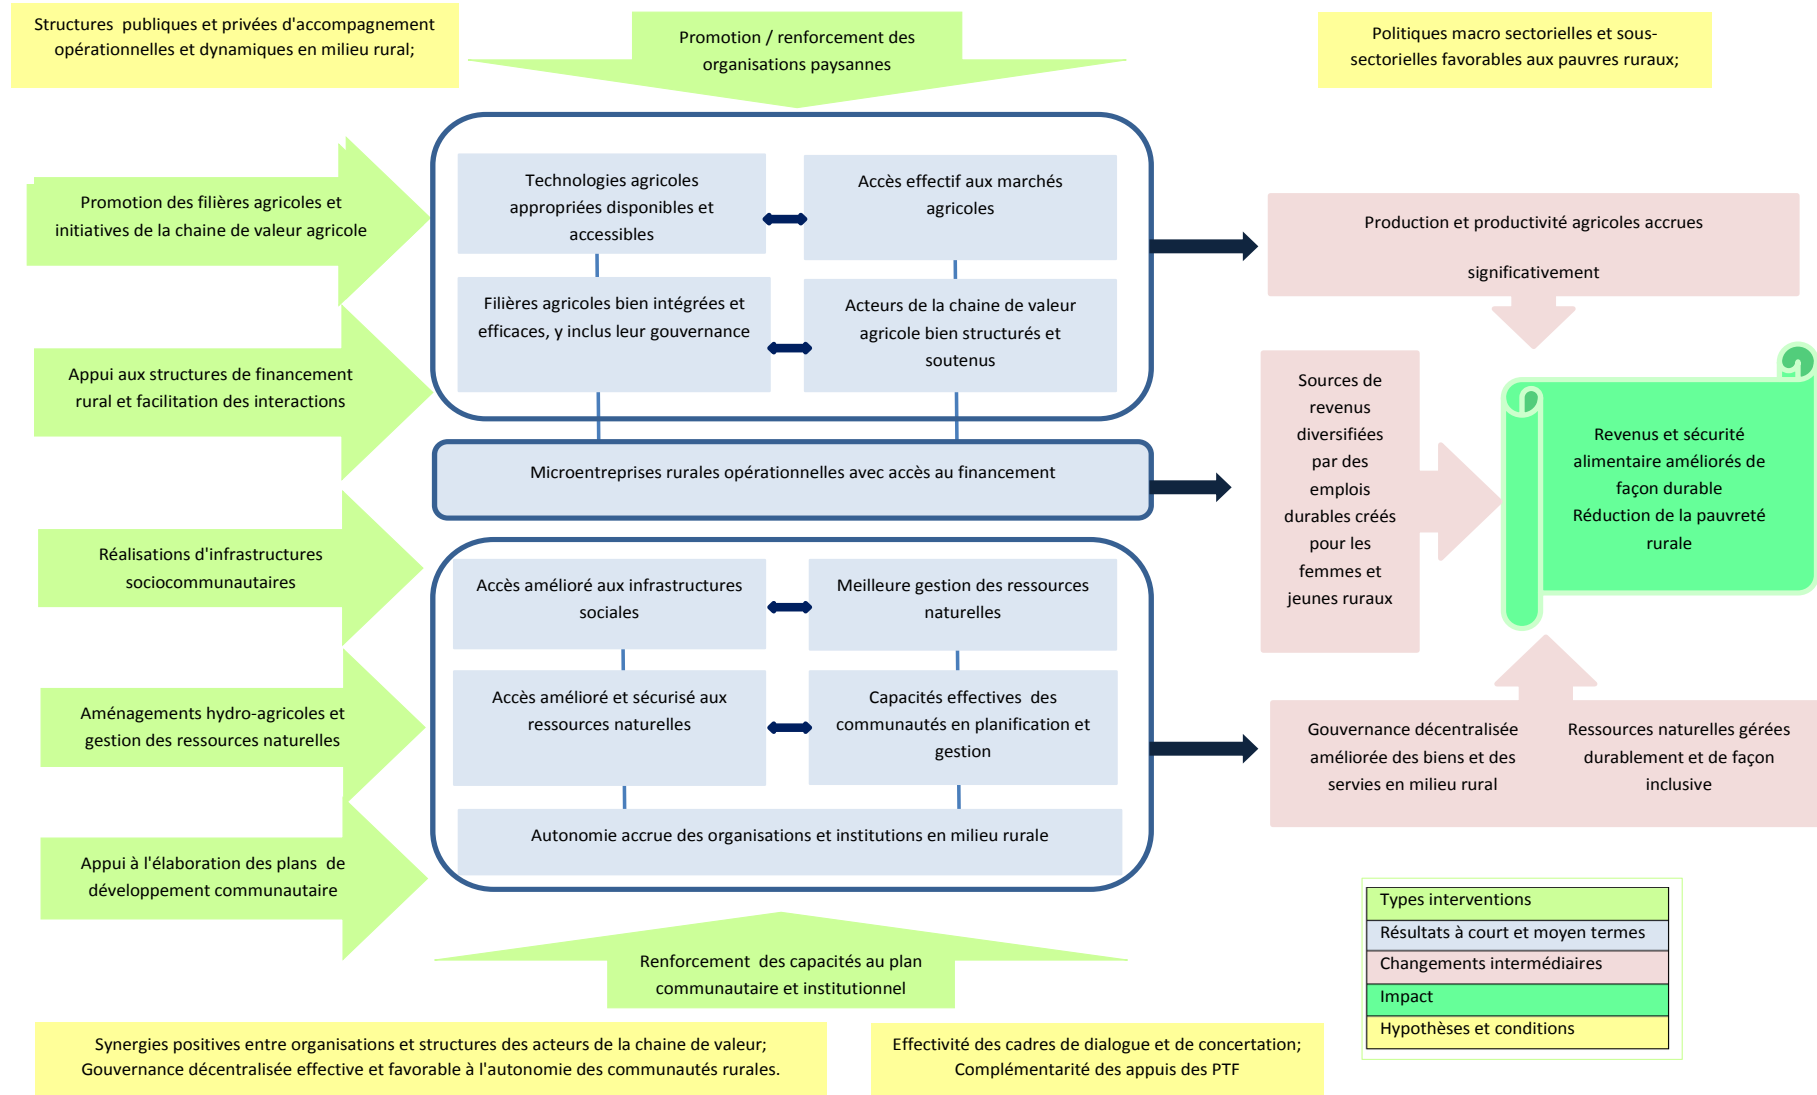 Structures  publiques et privées d'accompagnement
opérationnelles et dynamiques en milieu rural;
Promotion / renforcement des
organisations paysannes
Politiques macro sectorielles et sous-
sectorielles favorables aux pauvres ruraux;
Promotion des filières agricoles et
initiatives de la chaine de valeur agricole
Appui aux structures de financement
rural et facilitation des interactions
Réalisations d'infrastructures
sociocommunautaires
Aménagements hydro-agricoles et
gestion des ressources naturelles
Appui à l'élaboration des plans  de
développement communautaire
Technologies agricoles
appropriées disponibles et
accessibles
Accès effectif aux marchés
agricoles
Filières agricoles bien intégrées et
efficaces, y inclus leur gouvernance
Acteurs de la chaine de valeur
agricole bien structurés et
soutenus
Microentreprises rurales opérationnelles avec accès au financement
Accès amélioré aux infrastructures
sociales
Meilleure gestion des ressources
naturelles
Accès amélioré et sécurisé aux
ressources naturelles
Capacités effectives  des
communautés en planification et
gestion
Autonomie accrue des organisations et institutions en milieu rurale
Production et productivité agricoles accrues
significativement
Sources de
revenus
diversifiées
par des
emplois
durables créés
pour les
femmes et
jeunes ruraux
Revenus et sécurité
alimentaire améliorés de
façon durable
Réduction de la pauvreté
rurale
Gouvernance décentralisée
améliorée des biens et des
servies en milieu rural
Ressources naturelles gérées
durablement et de façon
inclusive
Renforcement  des capacités au plan
communautaire et institutionnel
Types interventions
Résultats à court et moyen termes
Changements intermédiaires
Impact
Hypothèses et conditions
Synergies positives entre organisations et structures des acteurs de la chaine de valeur;
Gouvernance décentralisée effective et favorable à l'autonomie des communautés rurales.
Effectivité des cadres de dialogue et de concertation;
Complémentarité des appuis des PTF